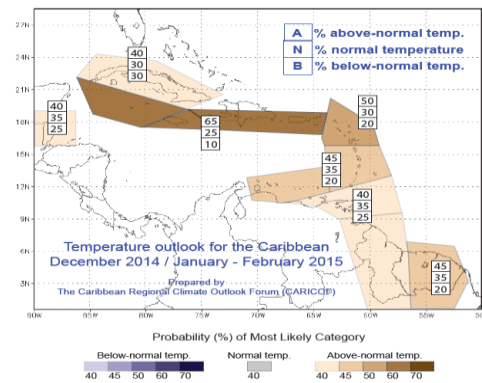 27N
24N
21N
18N
15N
12N
9N
6N
3N
90W 85W 80W 75W 70W 65W 60W 55W 50W
A % above-normal temp.
N % normal temperature
B % below-normal temp.
40
30
30
40
35
25
65
25
10
50
30
20
45
35
20
40
35
25
45
35
20
Temperature outlook for the Caribbean
December 2014 / January - February 2015
Prepared by
The Caribbean Regional Climate Outlook Forum (CARICOF)
Probability (%) of Most Likely Category
Below-normal temp. Normal temp. Above-normal temp.
40 45 50 60 70 40 40 45 50 60 70